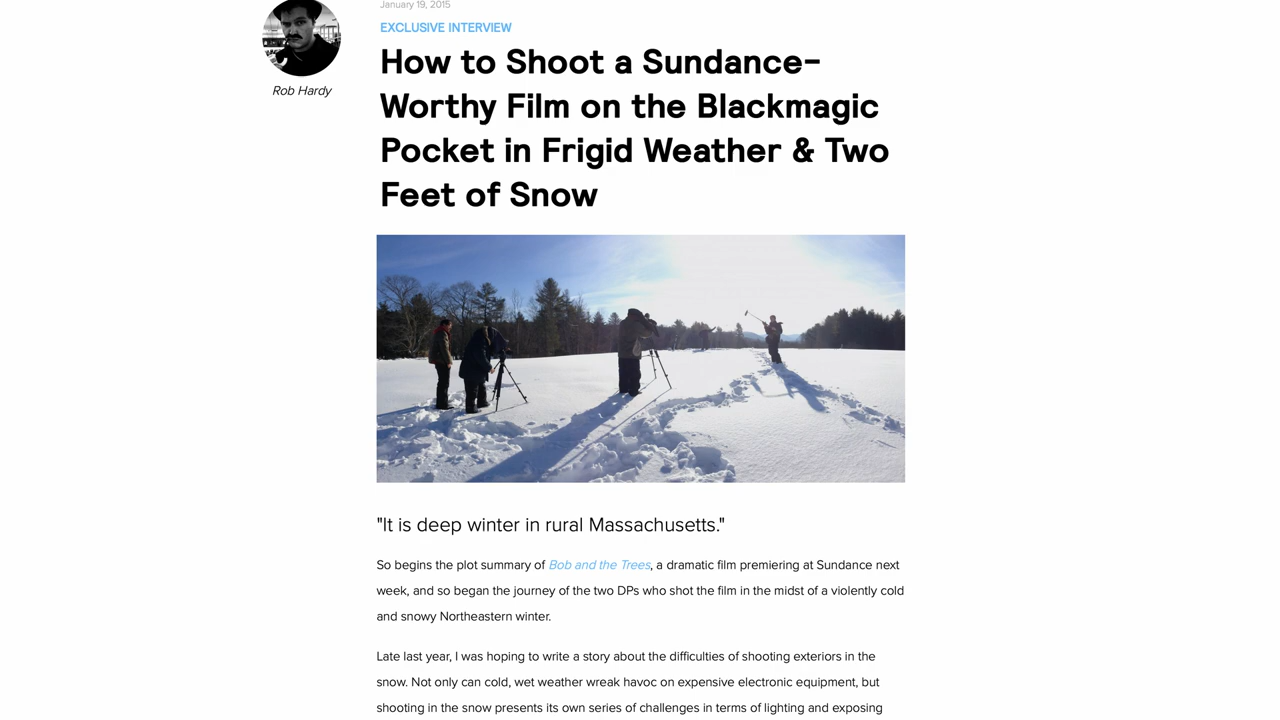 January 19, 2015
EXCLUSIVE INTERVIEW
How to Shoot a Sundance-
Worthy Film on the Blackmagic
Pocket in Frigid Weather & Two
Feet of Snow
Rob Hardy
"It is deep winter in rural Massachusetts."
So begins the plot summary of Bob and the Trees, a dramatic film premiering at Sundance next
week, and so began the journey of the two DPs who shot the film in the midst of a violently cold
and snowy Northeastern winter.
Late last year, I was hoping to write a story about the difficulties of shooting exteriors in the
snow. Not only can cold, wet weather wreak havoc on expensive electronic equipment, but
shooting in the snow presents its own series of challenges in terms of lighting and exposing